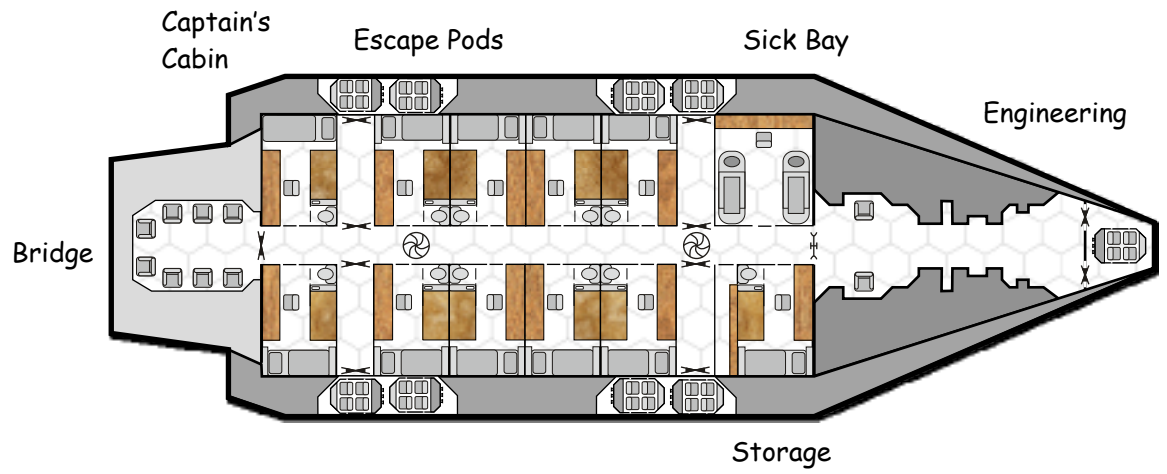 Captain's
Cabin
Escape Pods
Sick Bay
Engineering
Bridge
Storage